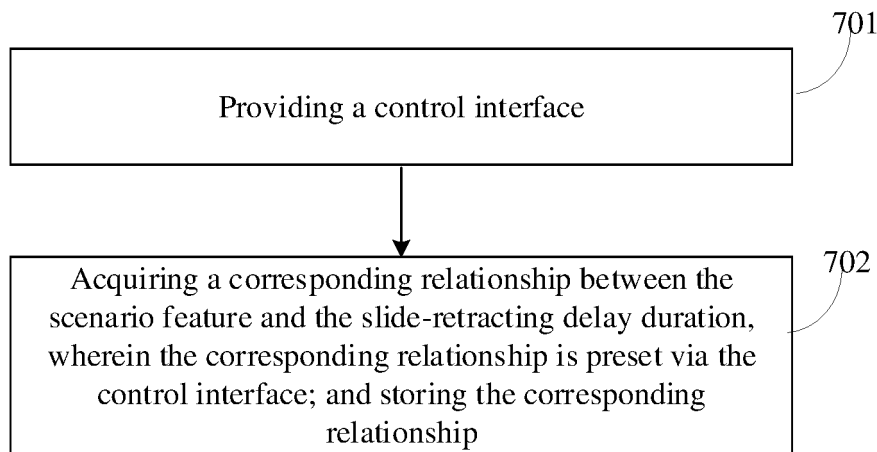 701
Providing a control interface
702
Acquiring a corresponding relationship between the
scenario feature and the slide-retracting delay duration,
wherein the corresponding relationship is preset via the
control interface; and storing the corresponding
relationship